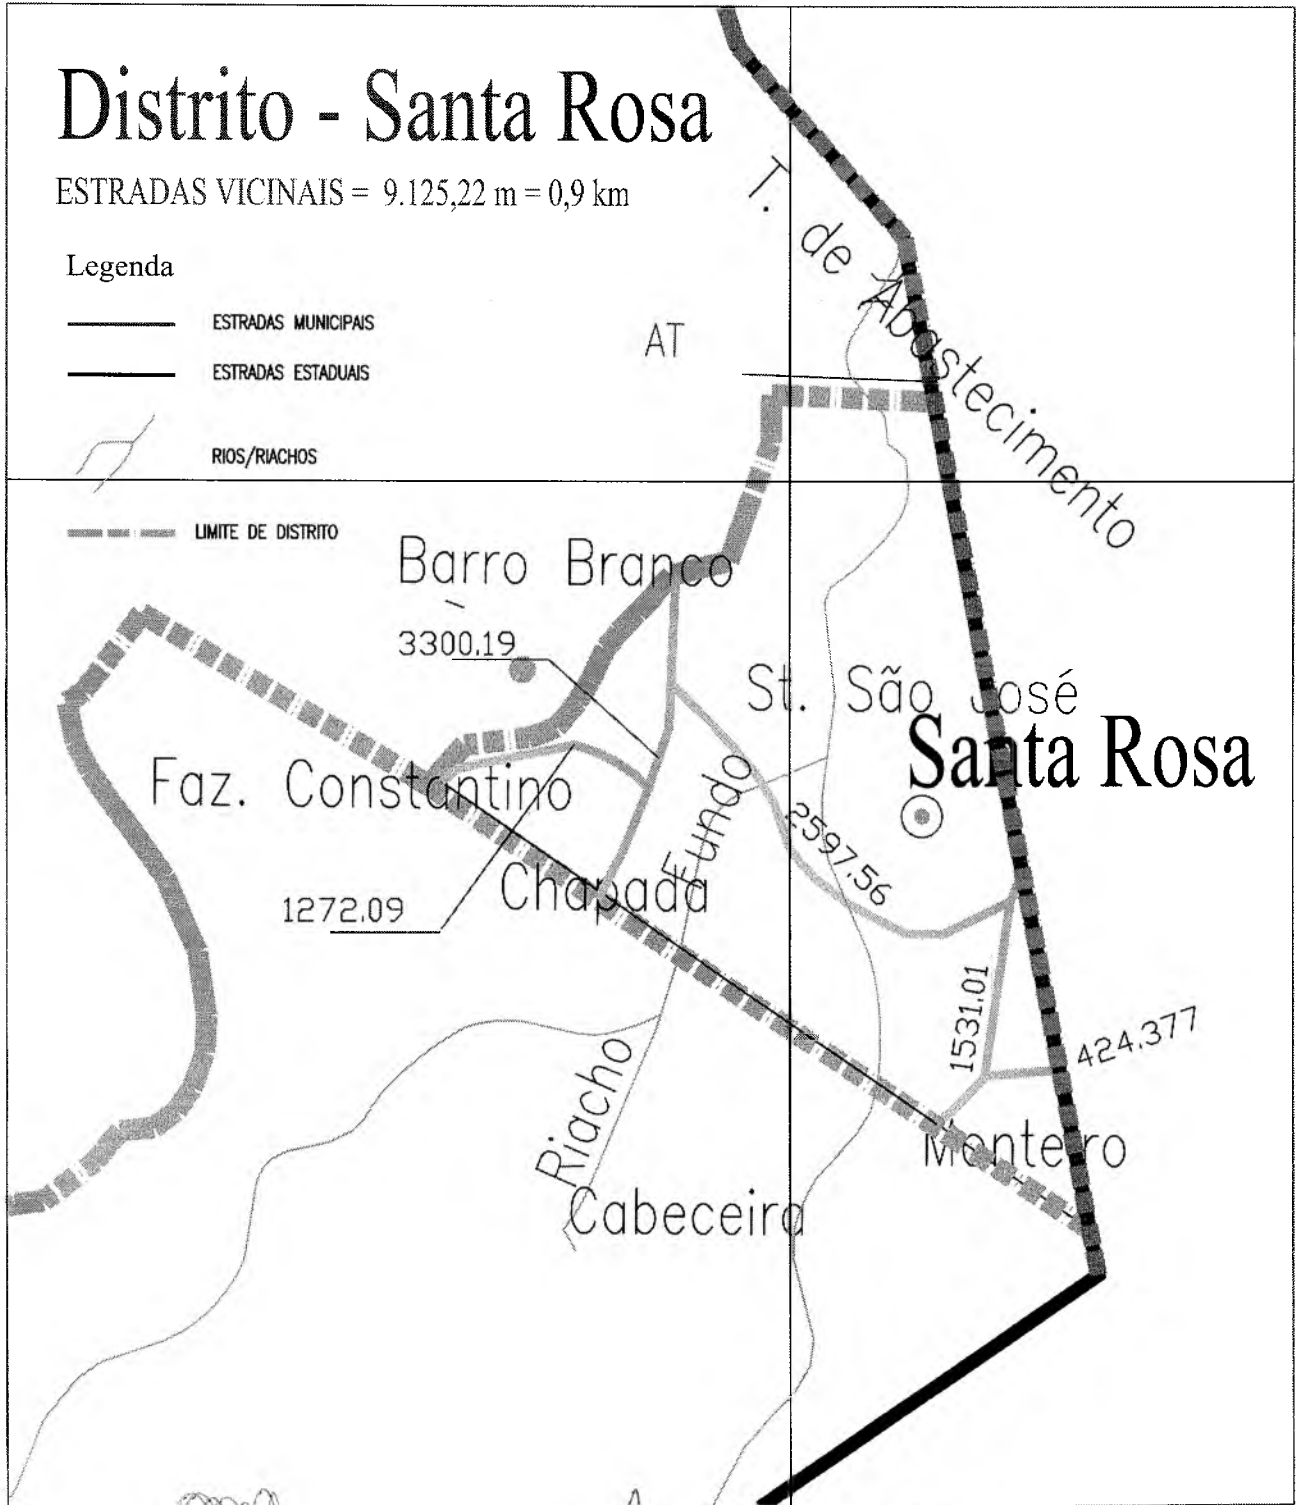 Distrito - Santa Rosa
ESTRADAS VICINAIS = 9.125,22 m = 0,9 km
Legenda
ESTRADAS MUNICIPAIS
ESTRADAS ESTADUAIS
RIOS/RIACHOS
LIMITE DE DISTRITO
T. de Abastecimento
AT
Barro Branco
3300.19
St. São José
Santa Rosa
Faz. Constantino
2597.56
Chapada
1272.09
Riacho Fundo
1531.01
424.377
Monteiro
Cabeceira